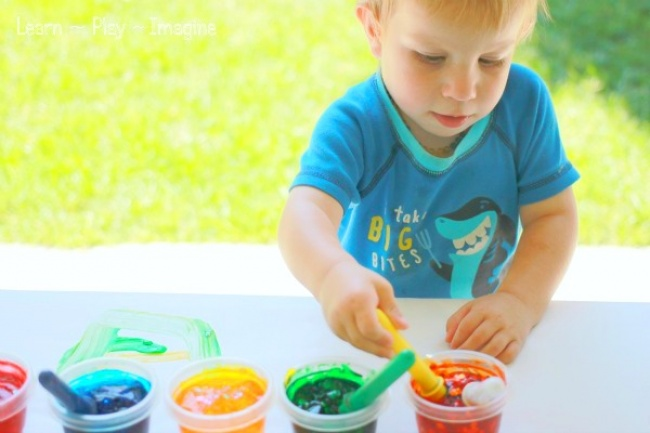 Learn ~ Play ~ Imagine
take
BIG
BITES